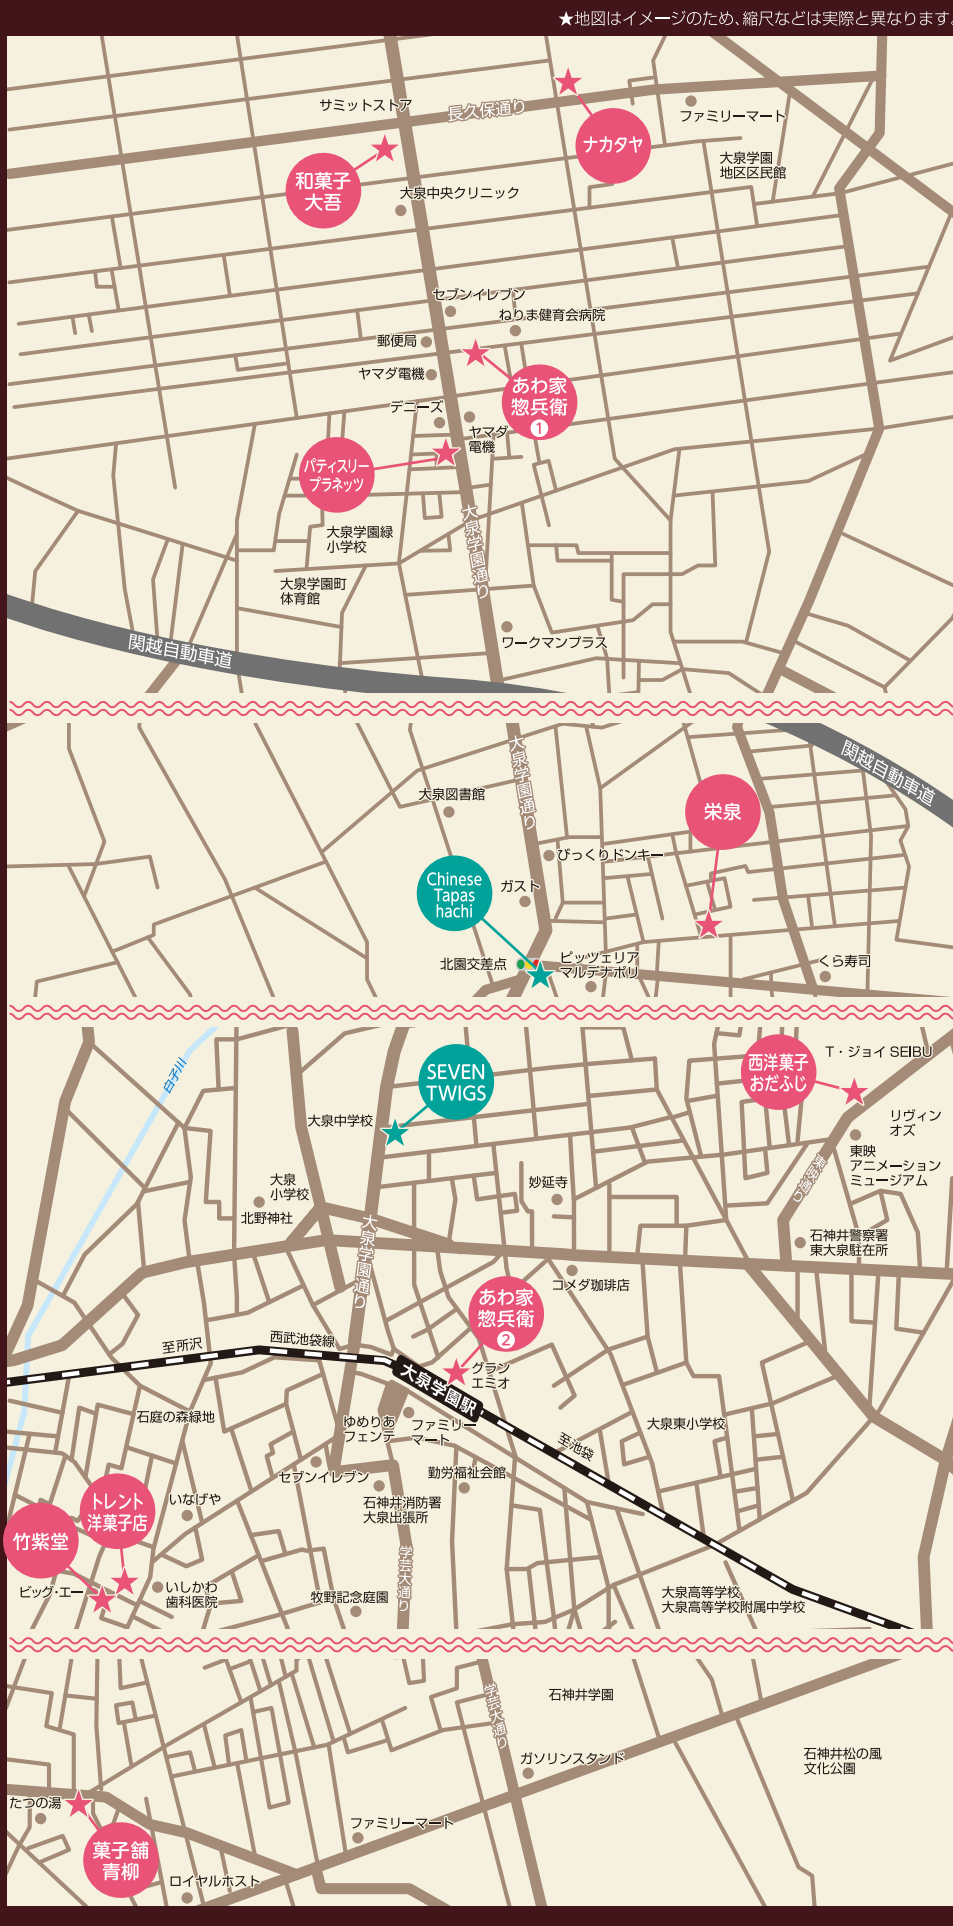 ★地図はイメージのため、縮尺などは実際と異なります。
サミットストア
長久保通り
ナカタヤ
ファミリーマート
大泉学園
地区区民館
和菓子
大吾
大泉中央クリニック
セブンイレブン
ねりま健育会病院
郵便局
ヤマダ電機
あわ家
惣兵衛
1
デニーズ
ヤマダ
電機
パティスリー
プラネッツ
大泉学園通り
大泉学園緑
小学校
大泉学園町
体育館
ワークマンプラス
関越自動車道
大泉学園通り
関越自動車道
大泉図書館
栄泉
びっくりドンキー
Chinese
Tapas
hachi
ガスト
北園交差点
ピッツェリア
マルデナポリ
くら寿司
白子川
SEVEN
TWIGS
西洋菓子
おだふじ
T・ジョイ SEIBU
大泉中学校
リヴィン
オズ
東映
アニメーション
ミュージアム
大泉
小学校
北野神社
妙延寺
大泉学園通り
石神井警察署
東大泉駐在所
コメダ珈琲店
あわ家
惣兵衛
2
至所沢
西武池袋線
大泉学園駅
グラン
エミオ
石庭の森緑地
ゆめりあ
フェンテ
ファミリー
マート
至池袋
大泉東小学校
セブンイレブン
勤労福祉会館
トレント
洋菓子店
いなげや
石神井消防署
大泉出張所
竹紫堂
学芸大通り
ビッグ・エー
いしかわ
歯科医院
牧野記念庭園
大泉高等学校
大泉高等学校附属中学校
学芸大通り
石神井学園
ガソリンスタンド
石神井松の風
文化公園
たつの湯
ファミリーマート
菓子舗
青柳
ロイヤルホスト